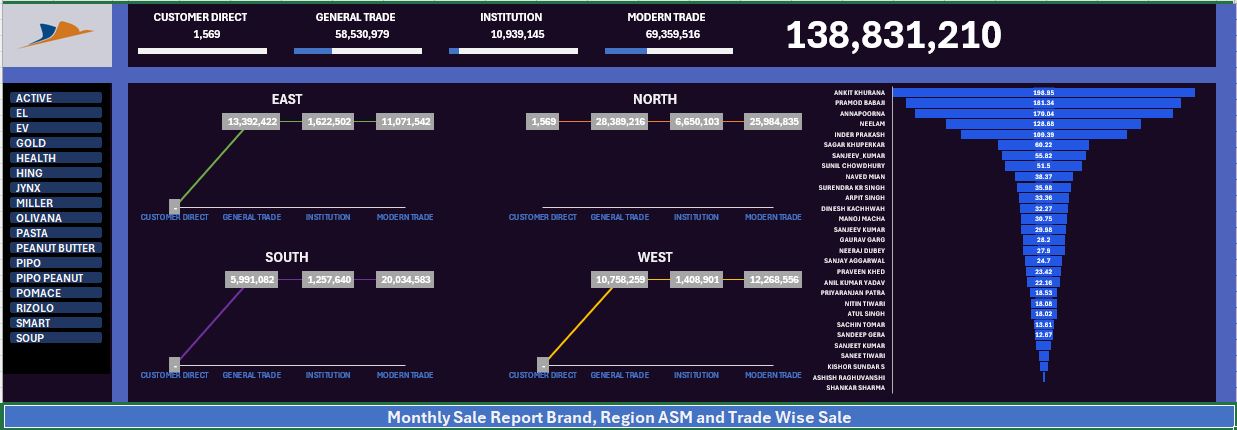 CUSTOMER DIRECT GENERAL TRADE INSTITUTION MODERN TRADE
1,569 58,530,979 10,939,145 69,359,516
138,831,210
ACTIVE
EL
EV
GOLD
HEALTH
HING
JYNX
MILLER
OLIVANA
PASTA
PEANUT BUTTER
PIPO
PIPO PEANUT
POMACE
RIZOLO
SMART
SOUP
EAST
13,392,422 1,622,502 11,071,542
-
CUSTOMER DIRECT GENERAL TRADE INSTITUTION MODERN TRADE
NORTH
1,569 28,389,216 6,650,103 25,984,835
CUSTOMER DIRECT GENERAL TRADE INSTITUTION MODERN TRADE
SOUTH
5,991,082 1,257,640 20,034,583
-
CUSTOMER DIRECT GENERAL TRADE INSTITUTION MODERN TRADE
WEST
10,758,259 1,408,901 12,268,556
-
CUSTOMER DIRECT GENERAL TRADE INSTITUTION MODERN TRADE
ANKIT KHURANA 198.95
PRAMOD BABAJI 181.34
ANNAPOORNA 170.04
NEELAM 128.68
INDER PRAKASH 109.39
SAGAR KHUPERKAR 60.22
SANJEEV_KUMAR 55.82
SUNIL CHOWDHURY 51.5
NAVED MIAN 38.37
SURENDRA KR SINGH 35.98
ARPIT SINGH 33.36
DINESH KACHHWAH 32.27
MANOJ MACHA 30.75
SANJEEV KUMAR 29.98
GAURAV GARG 28.2
NEERAJ DUBEY 27.9
SANJAY AGGARWAL 24.7
PRAVEEN KHED 23.42
ANIL KUMAR YADAV 22.16
PRIYARANJAN PATRA 18.53
NITIN TIWARI 18.08
ATUL SINGH 16.02
SACHIN TOMAR 13.61
SANDEEP GERA 12.67
SANJEET KUMAR
SANEE TIWARI
KISHOR SUNDAR S
ASHISH RAGHUVANSHI
SHANKAR SHARMA
Monthly Sale Report Brand, Region ASM and Trade Wise Sale